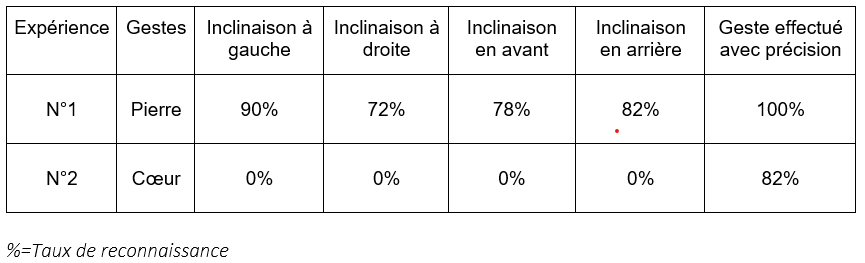 Expérience Gestes Inclinaison à gauche Inclinaison à droite Inclinaison en avant Inclinaison en arrière Geste effectué avec précision
N°1 Pierre 90% 72% 78% 82% 100%
N°2 Cœur 0% 0% 0% 0% 82%
%=Taux de reconnaissance